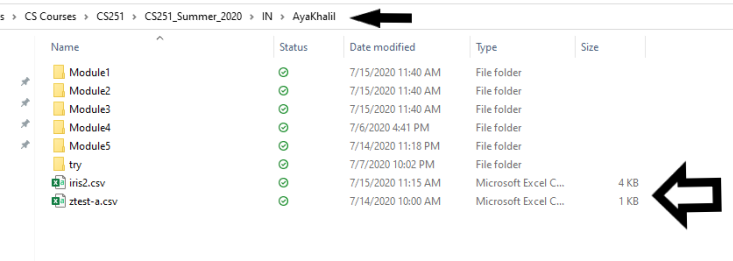 s > CS Courses > CS251 > CS251_Summer_2020 > IN > AyaKhalil
Name Status Date modified Type Size
Module1 7/15/2020 11:40 AM File folder
Module2 7/15/2020 11:40 AM File folder
Module3 7/15/2020 11:40 AM File folder
Module4 7/6/2020 4:41 PM File folder
Module5 7/14/2020 11:18 PM File folder
try 7/7/2020 10:02 PM File folder
iris2.csv 7/15/2020 11:15 AM Microsoft Excel C... 4 KB
ztest-a.csv 7/14/2020 10:00 AM Microsoft Excel C... 1 KB